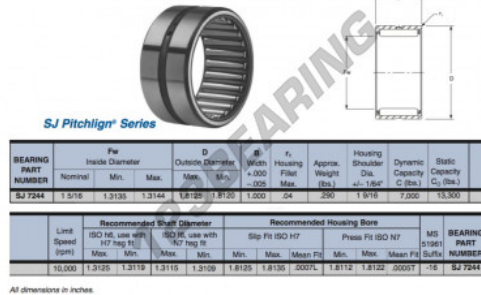 r,
Fw
D
SJ Pitchlign® Series
123BEARING
BEARING PART NUMBER
Fw Inside Diameter
D Outside Diameter
B Width +.000 -.005
r, Housing Fillet Max.
Approx. Weight (lbs.)
Housing Shoulder Dia. +/- 1/64"
Dynamic Capacity C (lbs.)
Static Capacity C₀ (lbs.)
Nominal Min. Max. Max. Min.
SJ 7244 1 5/16 1.3135 1.3144 1.8125 1.8120 1.000 .04 .290 1 9/16 7,000 13,300
Limit Speed (rpm)
Recommended Shaft Diameter
Recommended Housing Bore
MS 51961 Suffix
BEARING PART NUMBER
ISO h6, use with H7 hsg fit
ISO f6, use with N7 hsg fit
Slip Fit ISO H7
Press Fit ISO N7
Max. Min. Max. Min. Min. Max. Mean Fit Min. Max. Mean Fit
10,000 1.3125 1.3119 1.3115 1.3109 1.8125 1.8135 .0007L 1.8112 1.8122 .0005T -16 SJ 7244
All dimensions in inches.